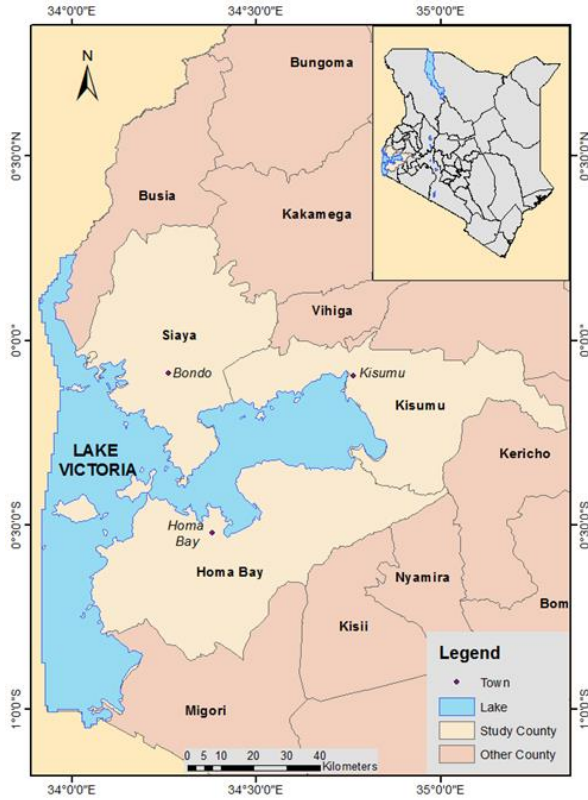 34°0'0"E
34°30'0"E
35°0'0"E
N
Bungoma
0°30'0"N
0°30'0"N
Busia
Kakamega
Vihiga
Siaya
0°0'0"
0°0'0"
Bondo
Kisumu
Kisumu
LAKE
VICTORIA
Kericho
0°30'0"S
0°30'0"S
Homa
Bay
Homa Bay
Nyamira
Bom
Kisii
Legend
Town
Lake
Study County
Other County
Migori
1°0'0"S
1°0'0"S
0 5 10 20 30 40
Kilometers
34°0'0"E
34°30'0"E
35°0'0"E